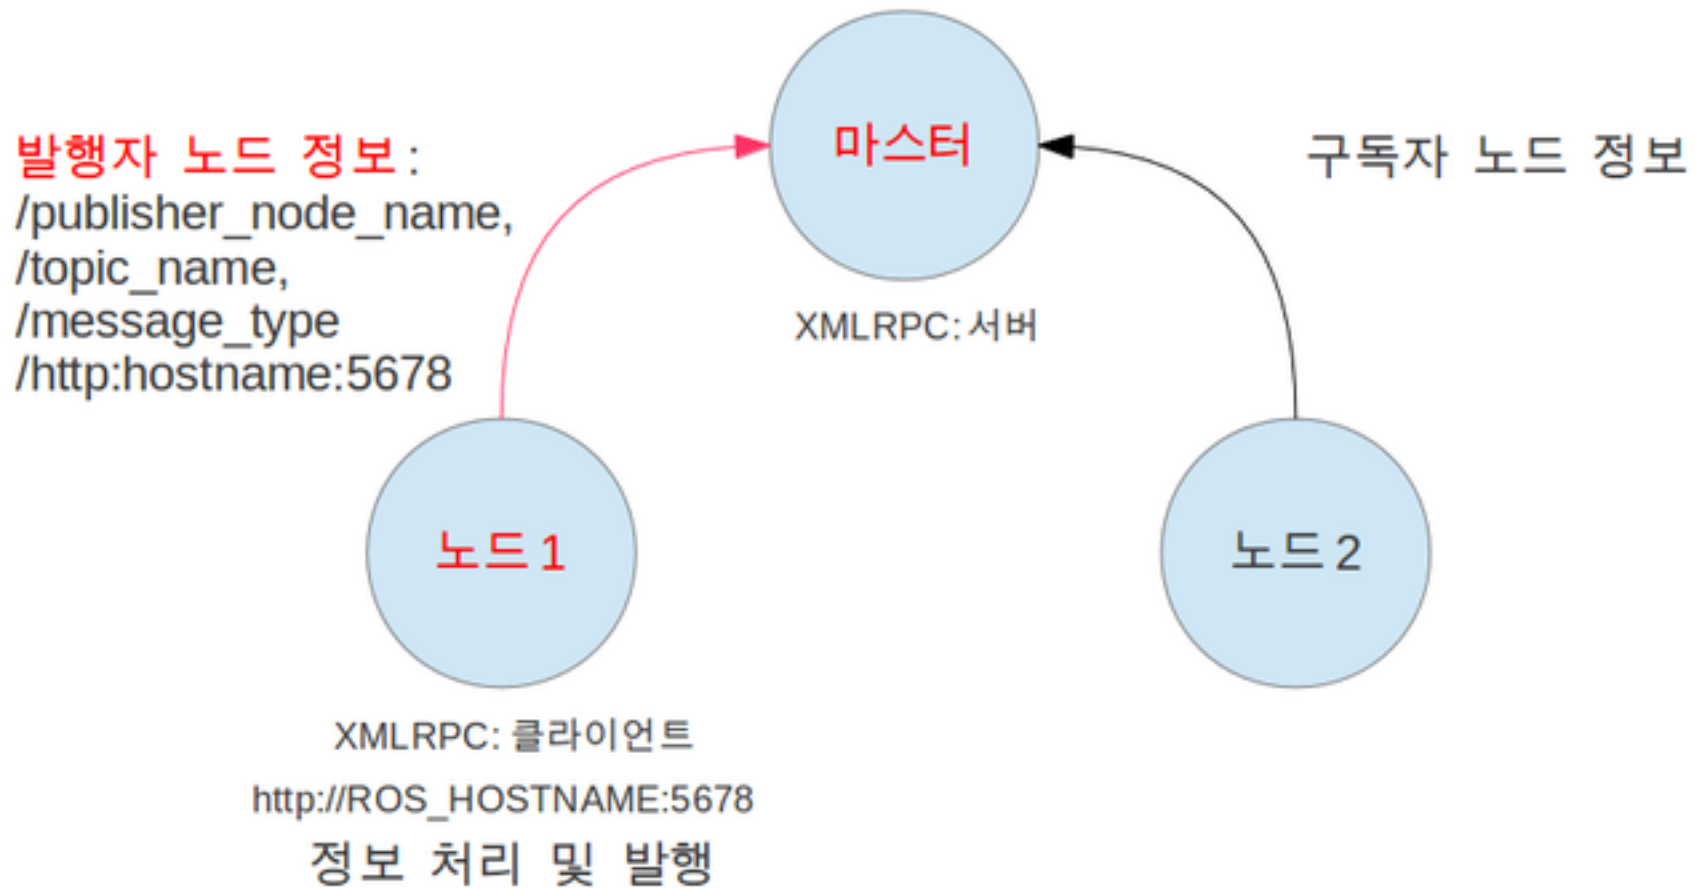 마스터
XMLRPC: 서버
발행자 노드 정보:
/publisher_node_name,
/topic_name,
/message_type
/http:hostname:5678
구독자 노드 정보
노드 1
XMLRPC: 클라이언트
http://ROS_HOSTNAME:5678
정보 처리 및 발행
노드 2